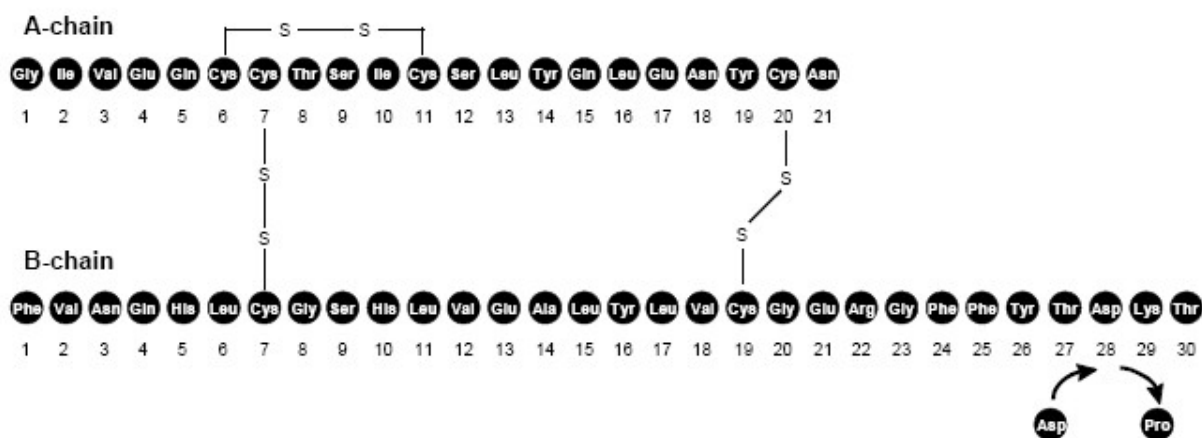 A-chain
S S
Gly Ile Val Glu Gln Cys Cys Thr Ser Ile Cys Ser Leu Tyr Gln Leu Glu Asn Tyr Cys Asn
1 2 3 4 5 6 7 8 9 10 11 12 13 14 15 16 17 18 19 20 21
S S
S S
B-chain
Phe Val Asn Gln His Leu Cys Gly Ser His Leu Val Glu Ala Leu Tyr Leu Val Cys Gly Glu Arg Gly Phe Phe Tyr Thr Asp Lys Thr
1 2 3 4 5 6 7 8 9 10 11 12 13 14 15 16 17 18 19 20 21 22 23 24 25 26 27 28 29 30
Asp Pro